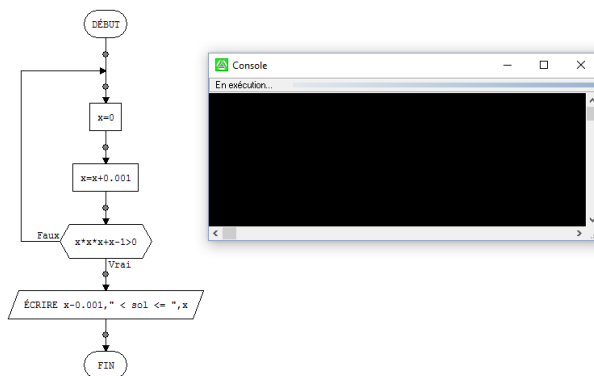 DÉBUT
Console
En exécution...
x=0
x=x+0.001
Faux
x*x*x+x-1>0
Vrai
ÉCRIRE x-0.001," < sol <= ",x
FIN